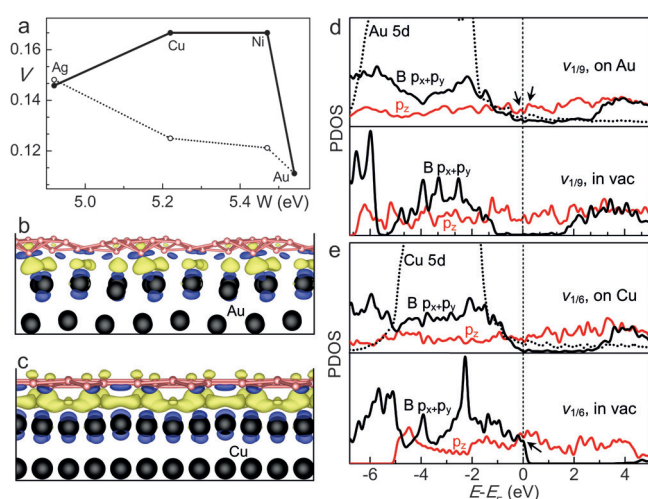 a
V
0.16
0.14
0.12
Ag
Cu
Ni
Au
5.0
5.2
5.4
W (eV)
b
Au
c
Cu
d
PDOS
Au 5d
B px+py
pz
v1/9, on Au
B px+py
pz
v1/9, in vac
e
PDOS
Cu 5d
B px+py
pz
v1/6, on Cu
B px+py
pz
v1/6, in vac
-6
-4
-2
0
2
4
E-EF (eV)